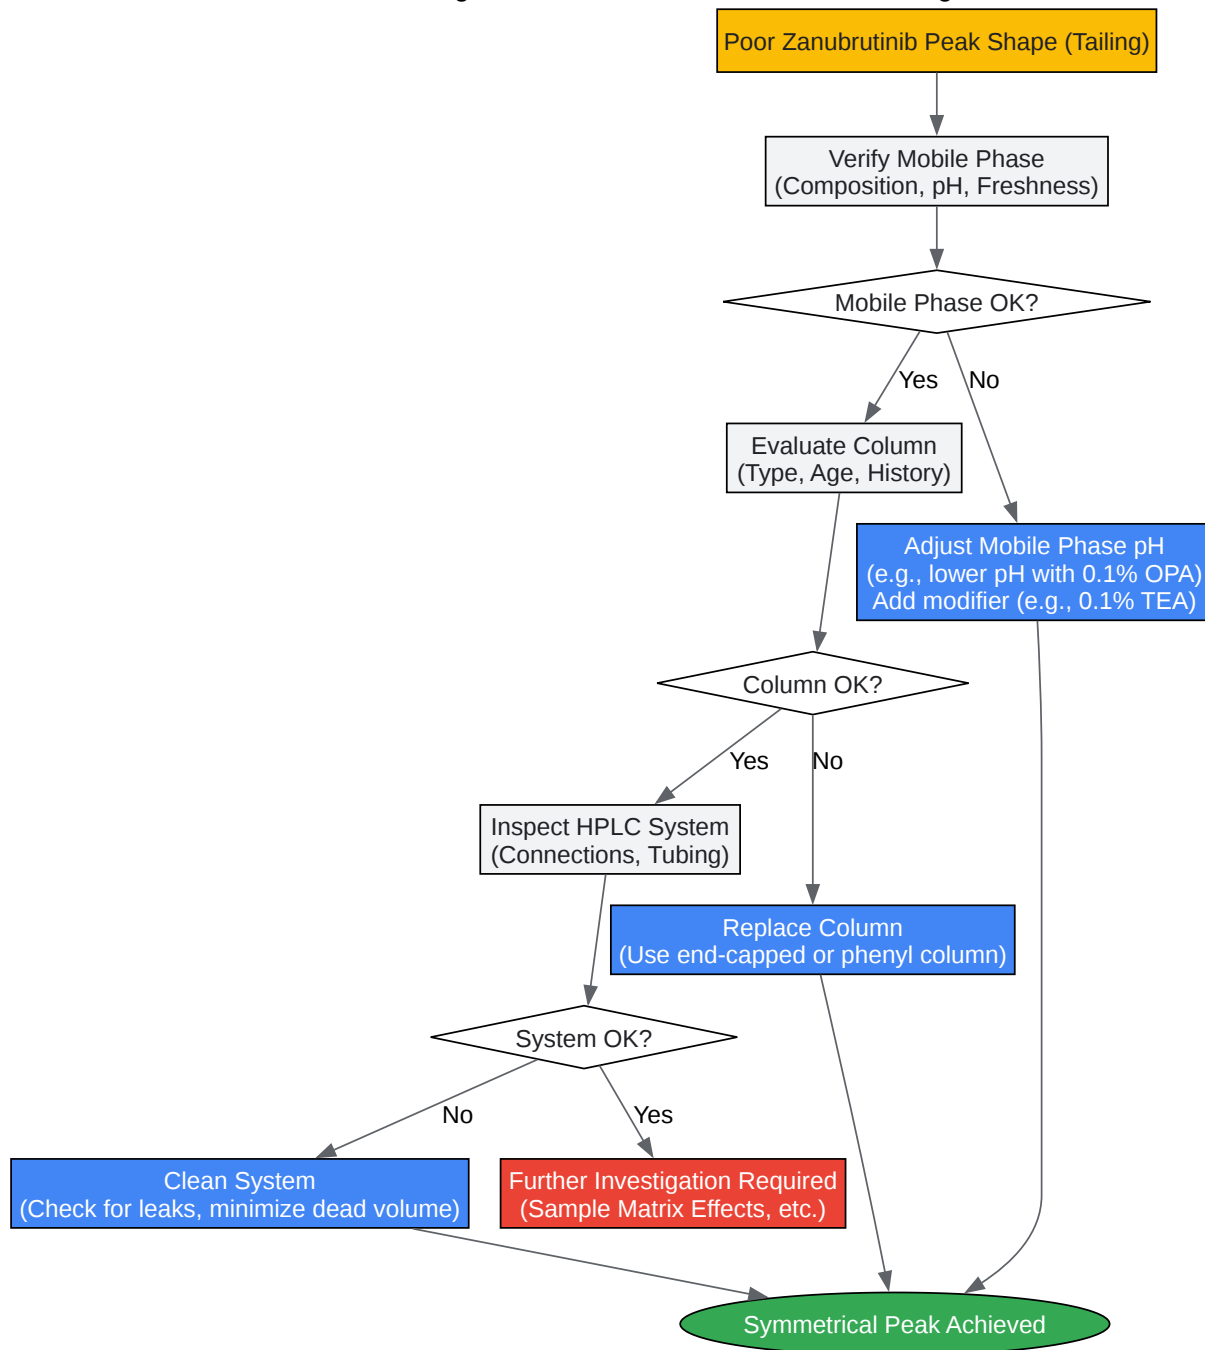 Poor Zanubrutinib Peak Shape (Tailing)
Verify Mobile Phase
(Composition, pH, Freshness)
Mobile Phase OK?
Yes
No
Evaluate Column
(Type, Age, History)
Adjust Mobile Phase pH
(e.g., lower pH with 0.1% OPA)
Add modifier (e.g., 0.1% TEA)
Column OK?
Yes
No
Inspect HPLC System
(Connections, Tubing)
Replace Column
(Use end-capped or phenyl column)
System OK?
No
Yes
Clean System
(Check for leaks, minimize dead volume)
Further Investigation Required
(Sample Matrix Effects, etc.)
Symmetrical Peak Achieved